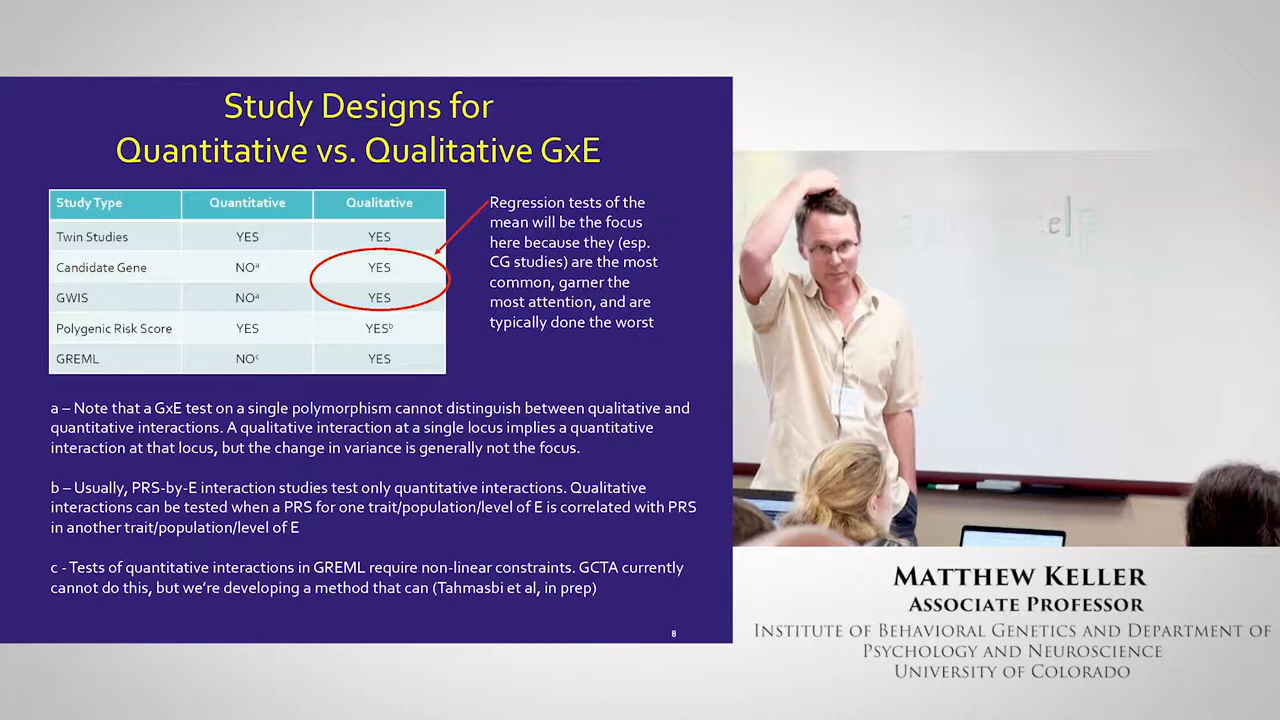 Study Designs for
Quantitative vs. Qualitative GxE
Study Type Quantitative Qualitative
Twin Studies YES YES
Candidate Gene NOᵃ YES
GWIS NOᵃ YES
Polygenic Risk Score YES YESᵇ
GREML NOᶜ YES
Regression tests of the
mean will be the focus
here because they (esp.
CG studies) are the most
common, garner the
most attention, and are
typically done the worst
a – Note that a GxE test on a single polymorphism cannot distinguish between qualitative and
quantitative interactions. A qualitative interaction at a single locus implies a quantitative
interaction at that locus, but the change in variance is generally not the focus.
b – Usually, PRS-by-E interaction studies test only quantitative interactions. Qualitative
interactions can be tested when a PRS for one trait/population/level of E is correlated with PRS
in another trait/population/level of E
c - Tests of quantitative interactions in GREML require non-linear constraints. GCTA currently
cannot do this, but we're developing a method that can (Tahmasbi et al, in prep)
8
MATTHEW KELLER
ASSOCIATE PROFESSOR
INSTITUTE OF BEHAVIORAL GENETICS AND DEPARTMENT OF
PSYCHOLOGY AND NEUROSCIENCE
UNIVERSITY OF COLORADO